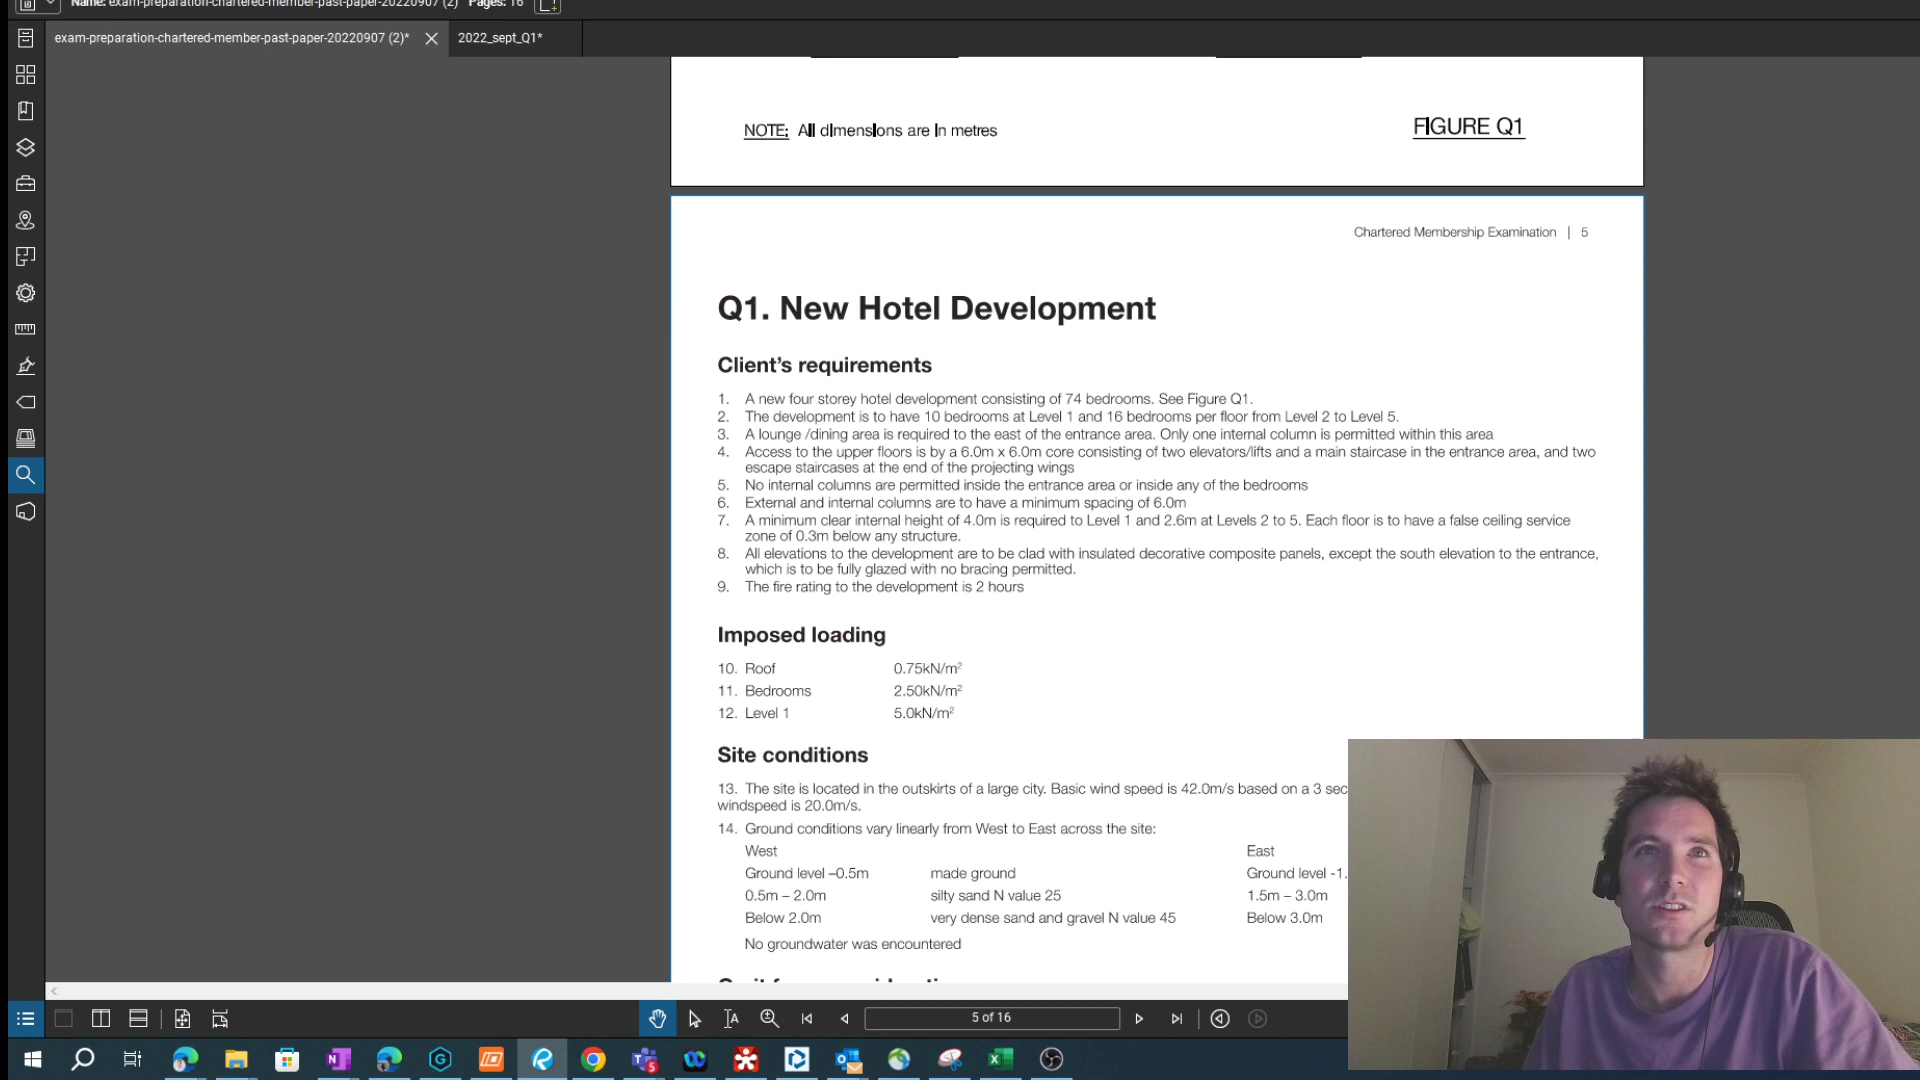 Name: exam-preparation-chartered-member-past-paper-20220907 (2) Pages: 16
exam-preparation-chartered-member-past-paper-20220907 (2)*
2022_sept_Q1*
NOTE: All dimensions are in metres
FIGURE Q1
Chartered Membership Examination | 5
Q1. New Hotel Development
Client's requirements
1. A new four storey hotel development consisting of 74 bedrooms. See Figure Q1.
2. The development is to have 10 bedrooms at Level 1 and 16 bedrooms per floor from Level 2 to Level 5.
3. A lounge /dining area is required to the east of the entrance area. Only one internal column is permitted within this area
4. Access to the upper floors is by a 6.0m x 6.0m core consisting of two elevators/lifts and a main staircase in the entrance area, and two
escape staircases at the end of the projecting wings
5. No internal columns are permitted inside the entrance area or inside any of the bedrooms
6. External and internal columns are to have a minimum spacing of 6.0m
7. A minimum clear internal height of 4.0m is required to Level 1 and 2.6m at Levels 2 to 5. Each floor is to have a false ceiling service
zone of 0.3m below any structure.
8. All elevations to the development are to be clad with insulated decorative composite panels, except the south elevation to the entrance,
which is to be fully glazed with no bracing permitted.
9. The fire rating to the development is 2 hours
Imposed loading
10. Roof 0.75kN/m²
11. Bedrooms 2.50kN/m²
12. Level 1 5.0kN/m²
Site conditions
13. The site is located in the outskirts of a large city. Basic wind speed is 42.0m/s based on a 3 sec
windspeed is 20.0m/s.
14. Ground conditions vary linearly from West to East across the site:
West East
Ground level –0.5m made ground Ground level -1.
0.5m – 2.0m silty sand N value 25 1.5m – 3.0m
Below 2.0m very dense sand and gravel N value 45 Below 3.0m
No groundwater was encountered
5 of 16